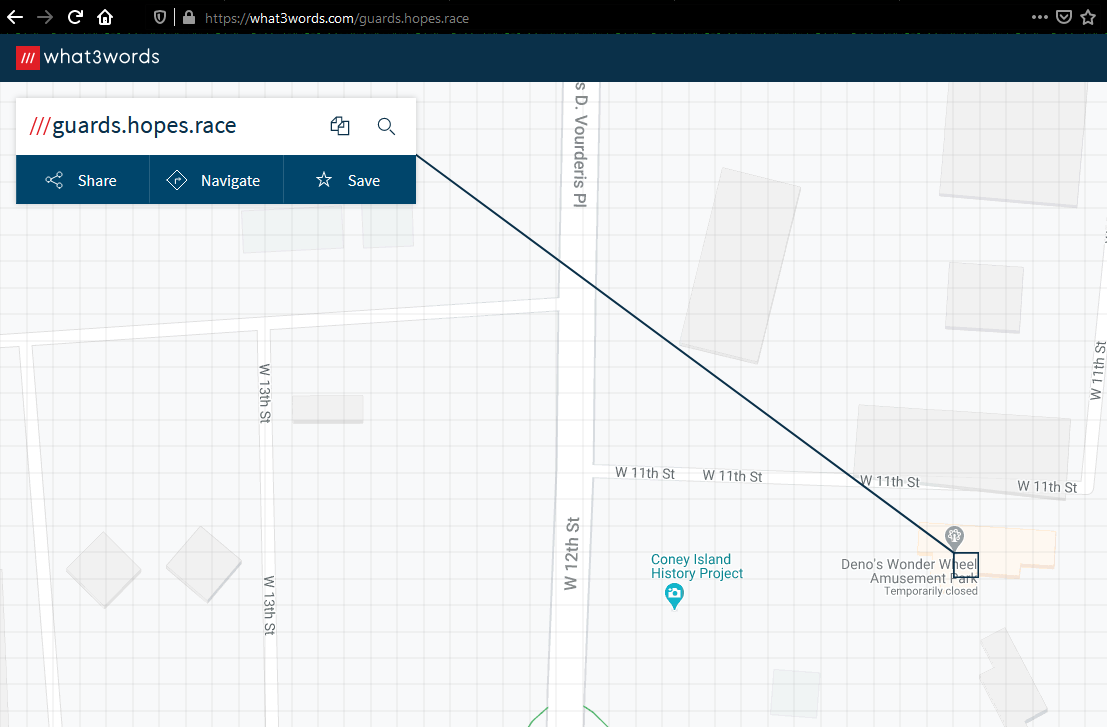 https://what3words.com/guards.hopes.race
/// what3words
///guards.hopes.race
Share
Navigate
Save
s D. Vourderis Pl
W 13th St
W 11th St
W 11th St
W 11th St
W 11th St
W 11th St
W 12th St
Coney Island
History Project
Deno's Wonder Wheel
Amusement Park
Temporarily closed
W 13th St